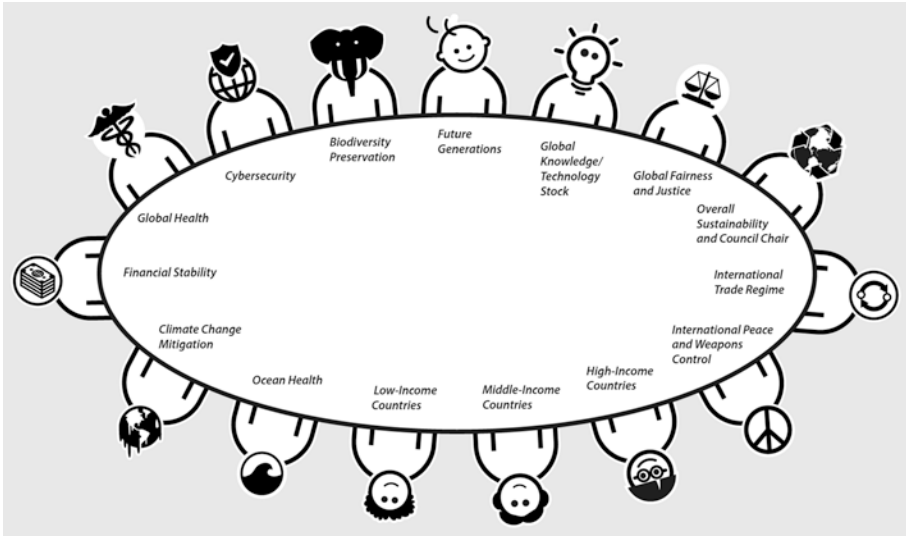 Biodiversity
Preservation
Future
Generations
Global
Knowledge/
Technology
Stock
Cybersecurity
Global Fairness
and Justice
Global Health
Overall
Sustainability
and Council Chair
Financial Stability
International
Trade Regime
Climate Change
Mitigation
International Peace
and Weapons
Control
Ocean Health
Low-Income
Countries
Middle-Income
Countries
High-Income
Countries